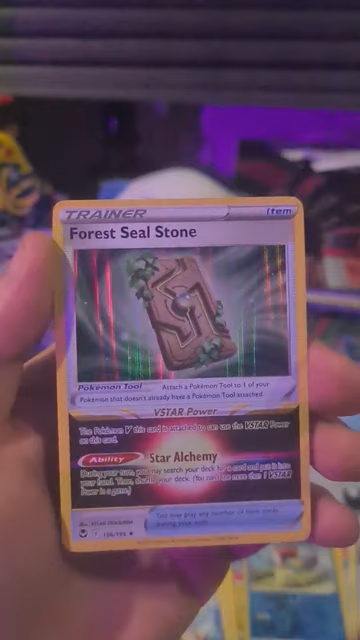 TRAINER Item
Forest Seal Stone
Pokémon Tool Attach a Pokémon Tool to 1 of your
Pokémon that doesn't already have a Pokémon Tool attached.
VSTAR Power
The Pokémon V this card is attached to can use the VSTAR Power
on this card.
Ability Star Alchemy
During your turn, you may search your deck for a card and put it into
your hand. Then, shuffle your deck. (You can't use more than 1 VSTAR
Power in a game.)
You may play any number of Item cards
during your turn.
156/195